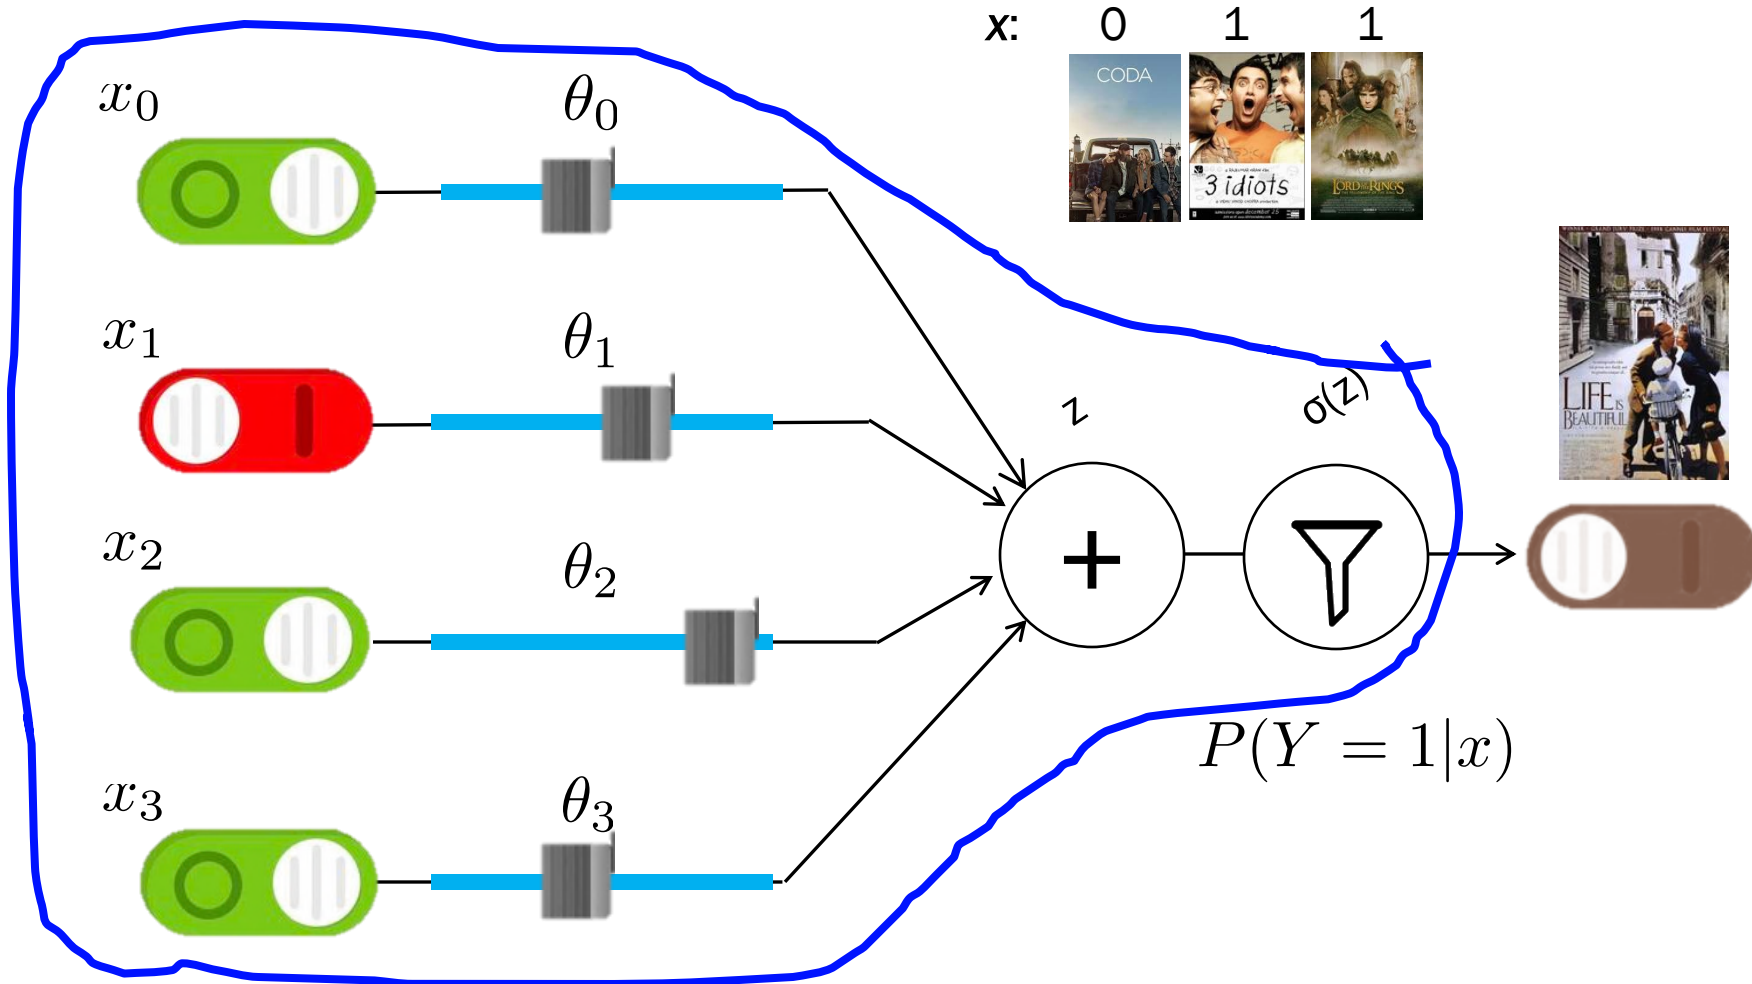 x: 0 1 1
CODA
3 idiots
LORD OF THE RINGS
x₀ θ₀
x₁ θ₁
x₂ θ₂
x₃ θ₃
z
+
σ(z)
LIFE IS
BEAUTIFUL
P(Y = 1|x)